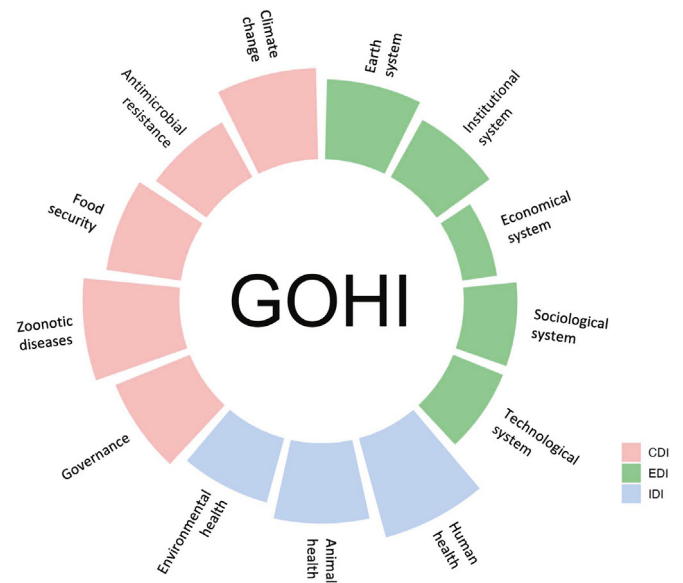 Climate
change
Earth
system
Institutional
system
Economical
system
Sociological
system
Technological
system
Human
health
Animal
health
Environmental
health
Governance
Zoonotic
diseases
Food
security
Antimicrobial
resistance
GOHI
CDI
EDI
IDI